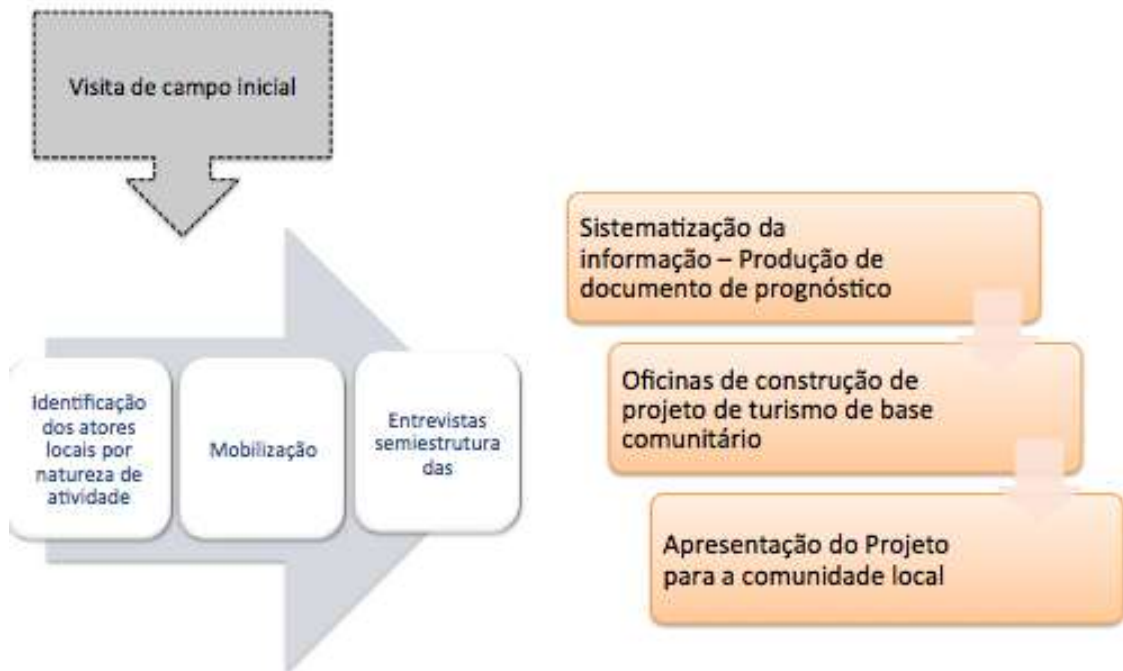 Visita de campo inicial
Identificação
dos atores
locais por
natureza de
atividade
Mobilização
Entrevistas
semiestrutura
das
Sistematização da
informação – Produção de
documento de prognóstico
Oficinas de construção de
projeto de turismo de base
comunitário
Apresentação do Projeto
para a comunidade local